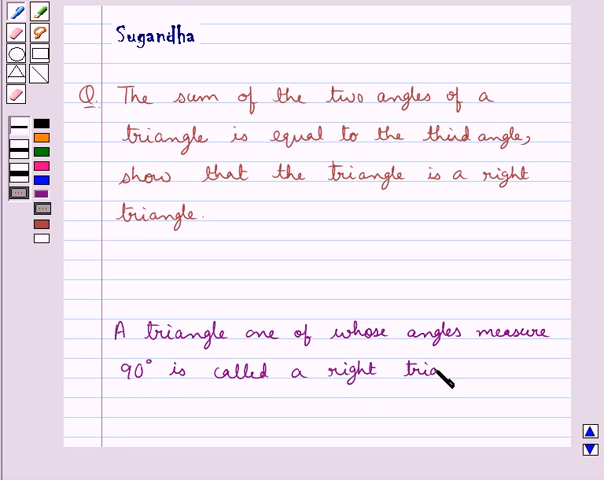 Sugandha
Q. The sum of the two angles of a
triangle is equal to the third angle,
show that the triangle is a right
triangle.
A triangle one of whose angles measure
90° is called a right tria